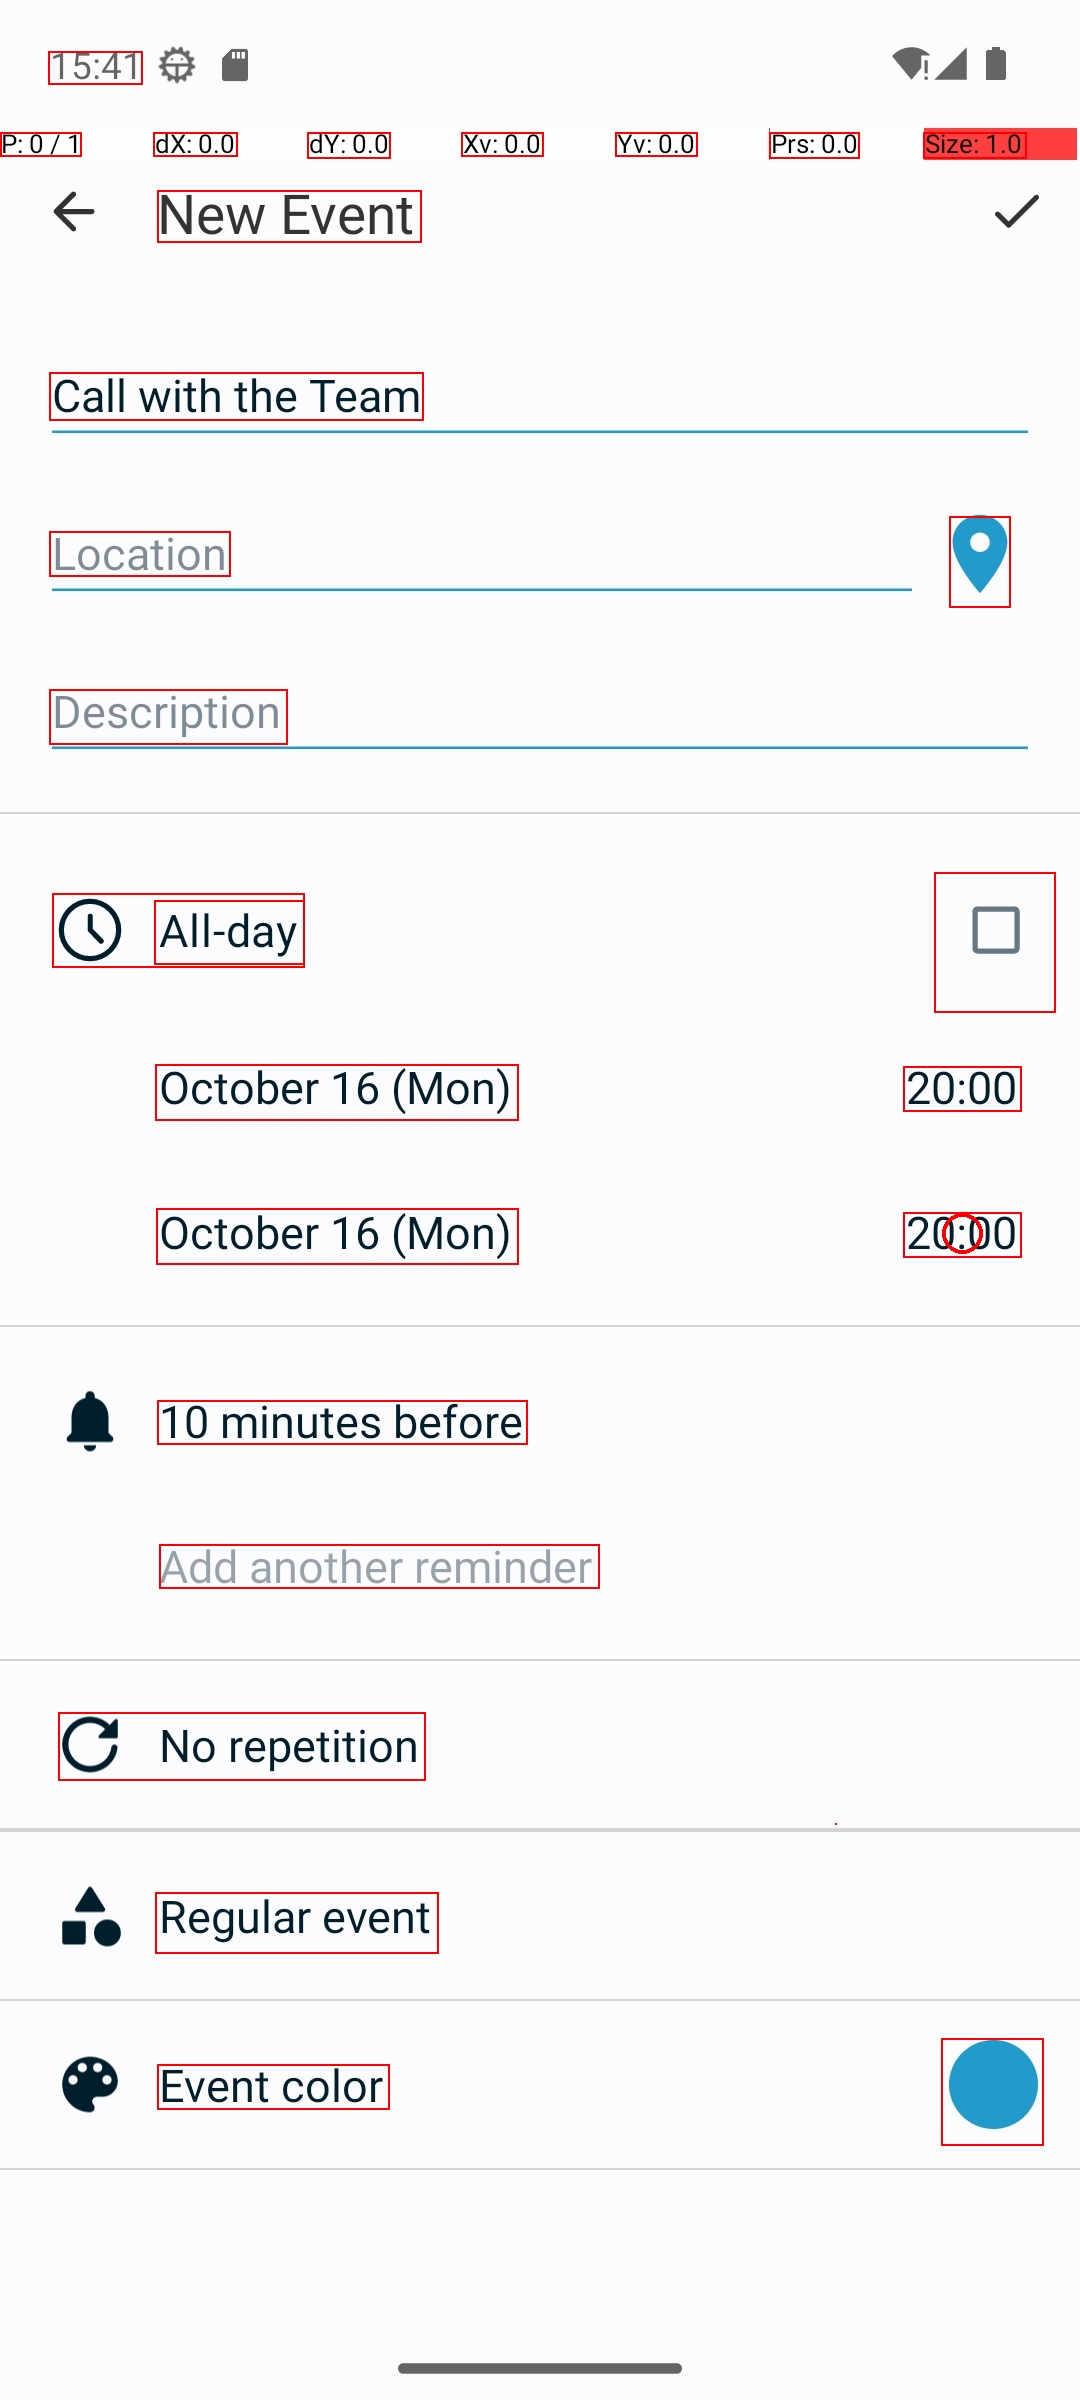 15:41
P: 0 / 1 dX: 0.0 dY: 0.0 Xv: 0.0 Yv: 0.0 Prs: 0.0 Size: 1.0
New Event
Call with the Team
Location
Description
All-day
October 16 (Mon) 20:00
October 16 (Mon) 20:00
10 minutes before
Add another reminder
No repetition
Regular event
Event color